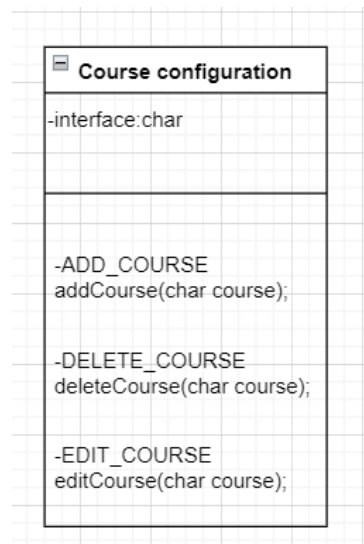 Course configuration
-interface:char
-ADD_COURSE
addCourse(char course);
-DELETE_COURSE
deleteCourse(char course);
-EDIT_COURSE
editCourse(char course);